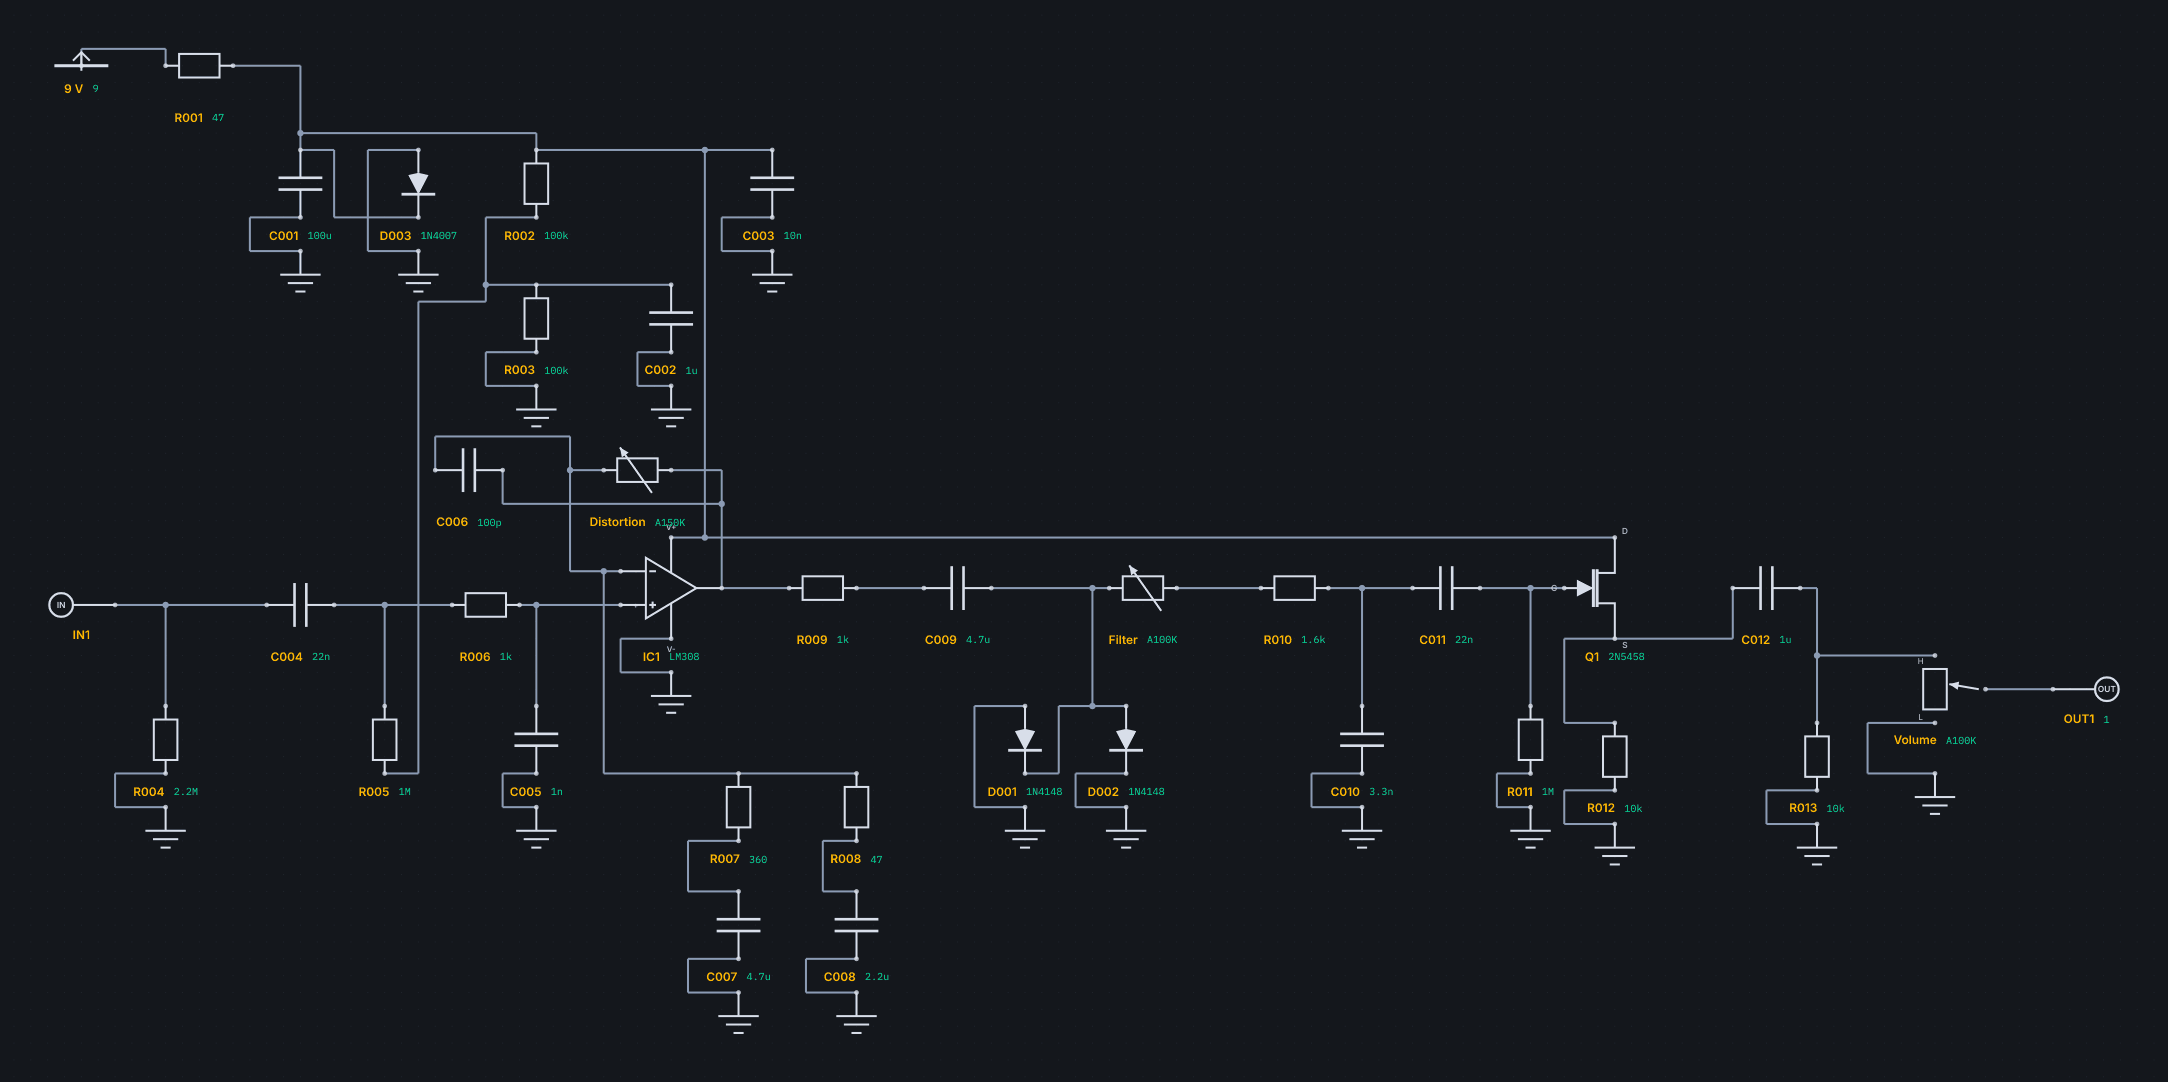 9 V 9
R001 47
C001 100u
D003 1N4007
R002 100k
C003 10n
R003 100k
C002 1u
C006 100p
Distortion A150K
V+
D
IN
IN1
C004 22n
R006 1k
IC1 LM308
V-
R009 1k
C009 4.7u
Filter A100K
R010 1.6k
C011 22n
G
S
Q1 2N5458
C012 1u
H
L
Volume A100K
OUT
OUT1 1
R004 2.2M
R005 1M
C005 1n
D001 1N4148
D002 1N4148
C010 3.3n
R011 1M
R012 10k
R013 10k
R007 360
R008 47
C007 4.7u
C008 2.2u